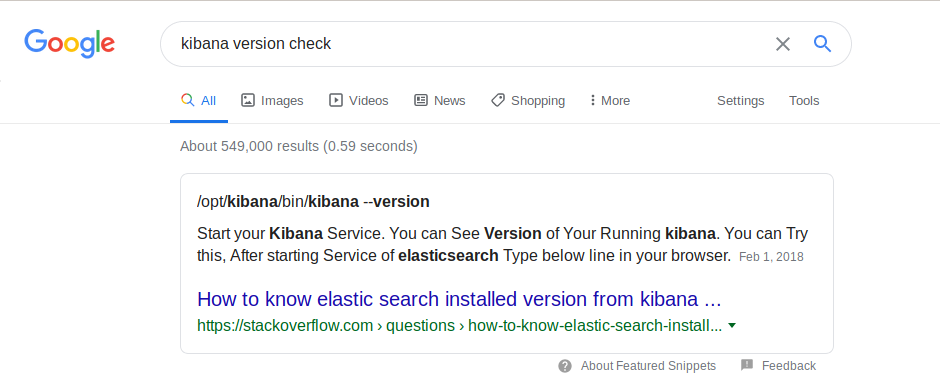 Google
kibana version check
All Images Videos News Shopping More Settings Tools
About 549,000 results (0.59 seconds)
/opt/kibana/bin/kibana --version
Start your Kibana Service. You can See Version of Your Running kibana. You can Try
this, After starting Service of elasticsearch Type below line in your browser. Feb 1, 2018
How to know elastic search installed version from kibana ...
https://stackoverflow.com › questions › how-to-know-elastic-search-install...
About Featured Snippets Feedback